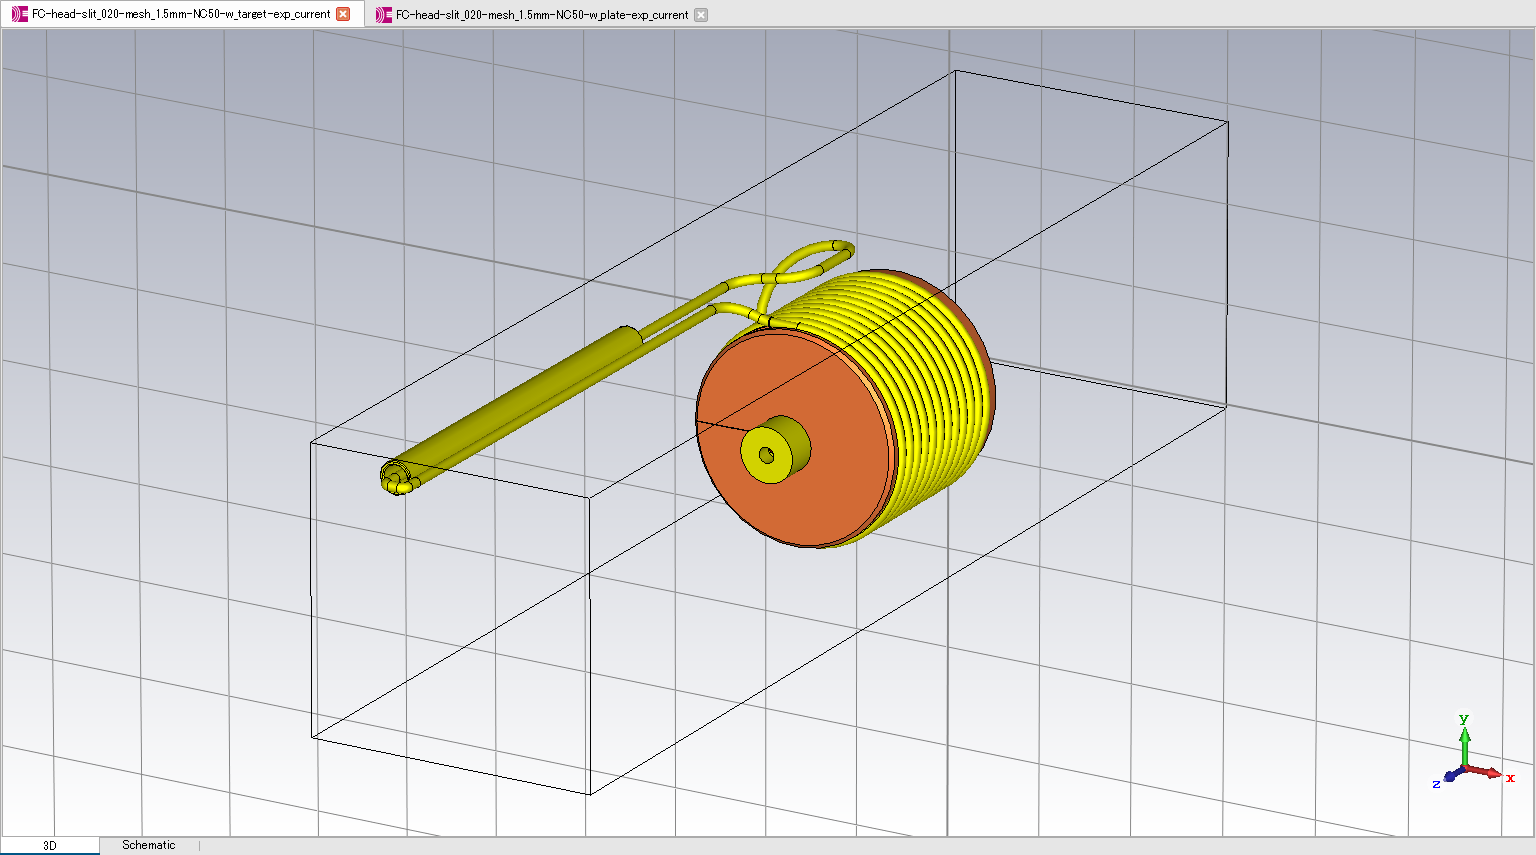 FC-head-slit_020-mesh_1.5mm-NC50-w_target-exp_current
FC-head-slit_020-mesh_1.5mm-NC50-w_plate-exp_current
y
x
z
3D
Schematic